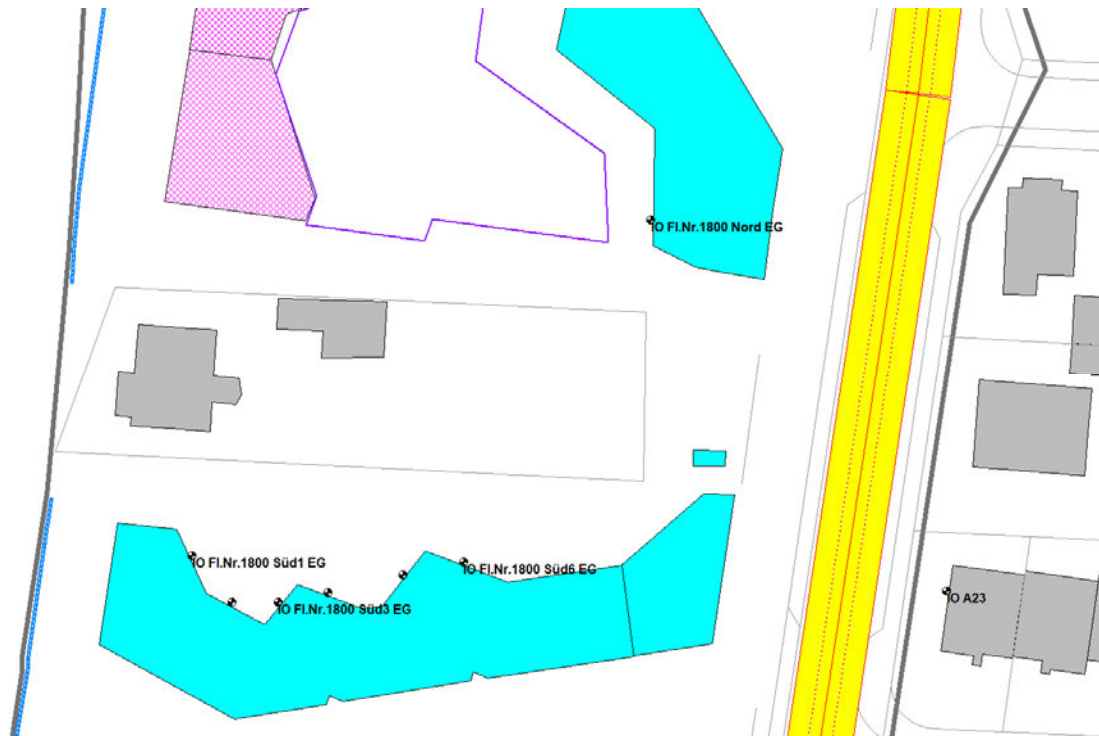 IO Fl.Nr.1800 Nord EG
IO Fl.Nr.1800 Süd1 EG
IO Fl.Nr.1800 Süd6 EG
IO Fl.Nr.1800 Süd3 EG
IO A23